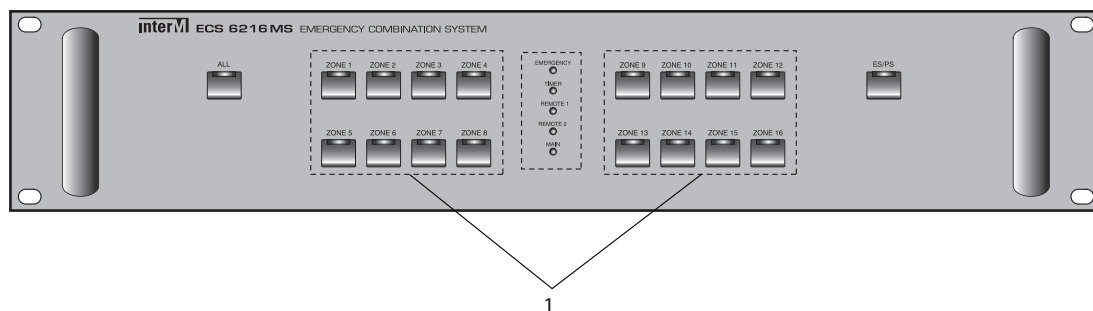 interM ECS 6216MS EMERGENCY COMBINATION SYSTEM
ALL
ZONE 1 ZONE 2 ZONE 3 ZONE 4
ZONE 5 ZONE 6 ZONE 7 ZONE 8
EMERGENCY
TIMER
REMOTE 1
REMOTE 2
MAIN
ZONE 9 ZONE 10 ZONE 11 ZONE 12
ZONE 13 ZONE 14 ZONE 15 ZONE 16
ES/PS
1